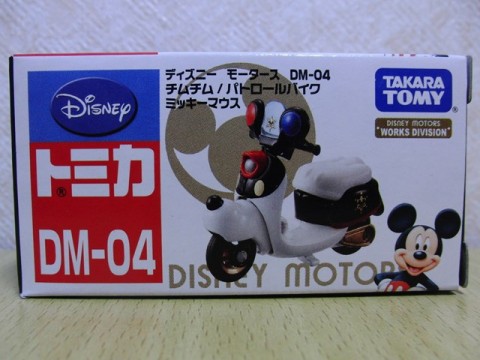 Disney
トミカ
®
DM-04
ディズニー モータース DM-04
チムチム/パトロールバイク
ミッキーマウス
TAKARA
TOMY
DISNEY MOTORS
"WORKS DIVISION"
DISNEY MOTORS